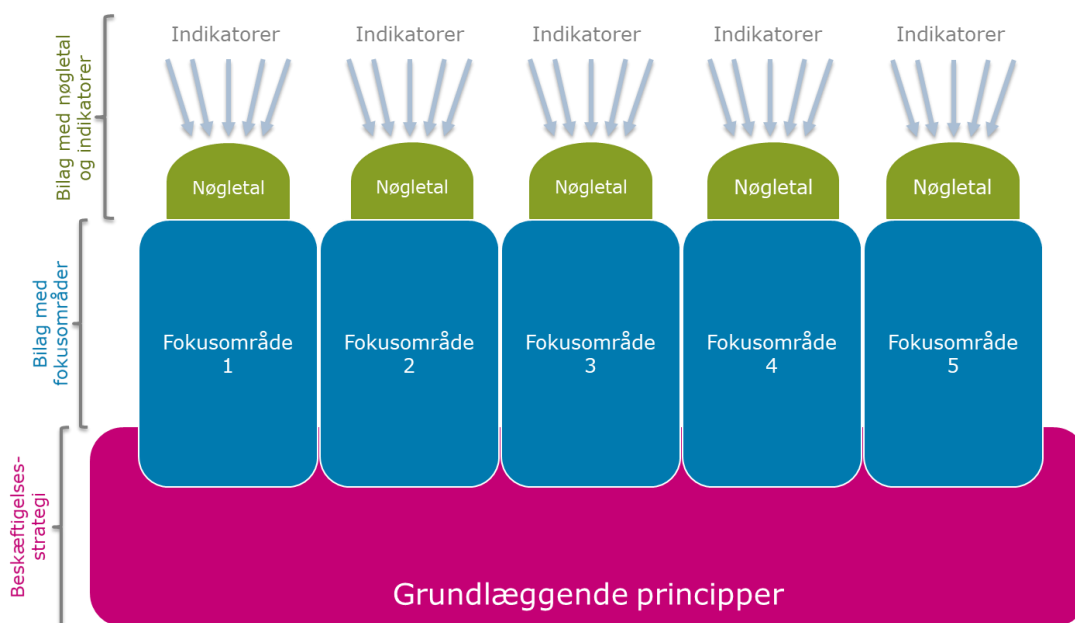 Indikatorer
Indikatorer
Indikatorer
Indikatorer
Indikatorer
Bilag med nøgletal
og indikatorer
Nøgletal
Nøgletal
Nøgletal
Nøgletal
Nøgletal
Bilag med
fokusområder
Fokusområde
1
Fokusområde
2
Fokusområde
3
Fokusområde
4
Fokusområde
5
Beskæftigelses-
strategi
Grundlæggende principper